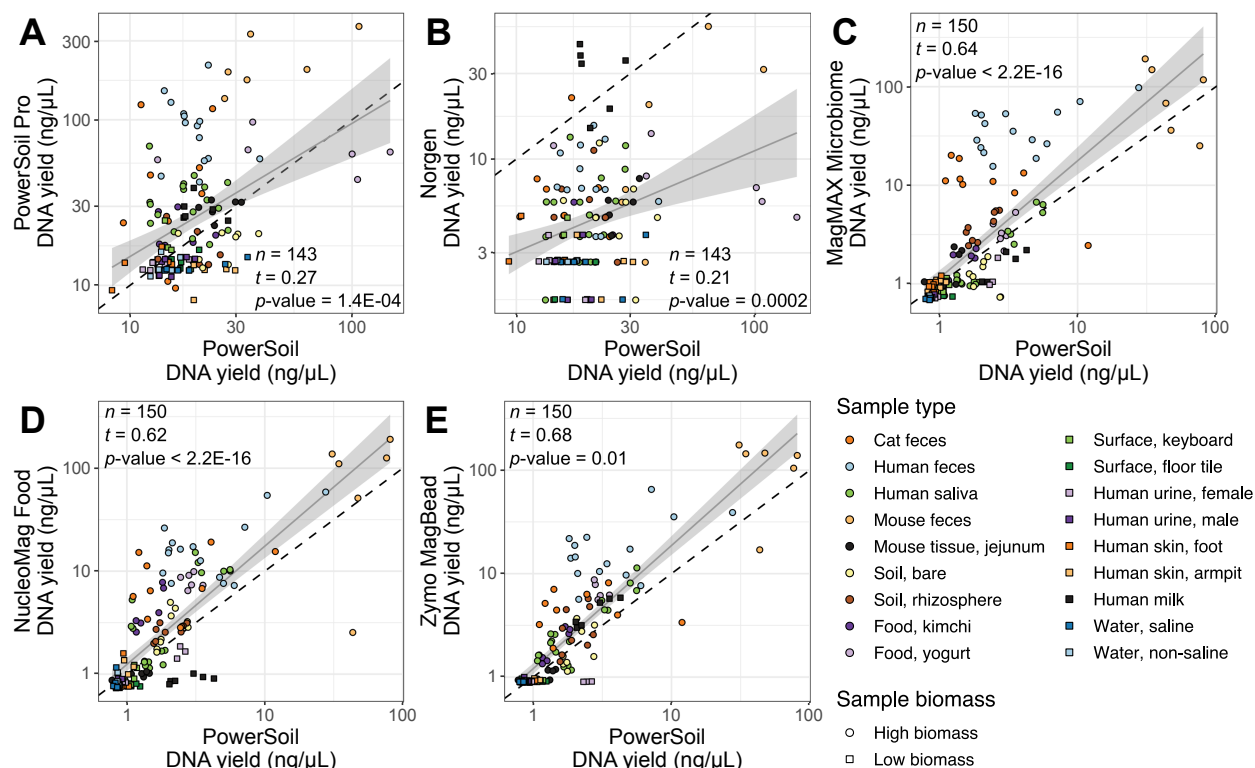 A
PowerSoil Pro
DNA yield (ng/µL)
300
100
30
10
n = 143
t = 0.27
p-value = 1.4E-04
10
30
100
PowerSoil
DNA yield (ng/µL)
B
Norgen
DNA yield (ng/µL)
30
10
3
n = 143
t = 0.21
p-value = 0.0002
10
30
100
PowerSoil
DNA yield (ng/µL)
C
MagMAX Microbiome
DNA yield (ng/µL)
n = 150
t = 0.64
p-value < 2.2E-16
100
10
1
1
10
100
PowerSoil
DNA yield (ng/µL)
D
NucleoMag Food
DNA yield (ng/µL)
n = 150
t = 0.62
p-value < 2.2E-16
100
10
1
1
10
100
PowerSoil
DNA yield (ng/µL)
E
Zymo MagBead
DNA yield (ng/µL)
n = 150
t = 0.68
p-value = 0.01
100
10
1
1
10
100
PowerSoil
DNA yield (ng/µL)
Sample type
Cat feces
Human feces
Human saliva
Mouse feces
Mouse tissue, jejunum
Soil, bare
Soil, rhizosphere
Food, kimchi
Food, yogurt
Surface, keyboard
Surface, floor tile
Human urine, female
Human urine, male
Human skin, foot
Human skin, armpit
Human milk
Water, saline
Water, non-saline
Sample biomass
High biomass
Low biomass